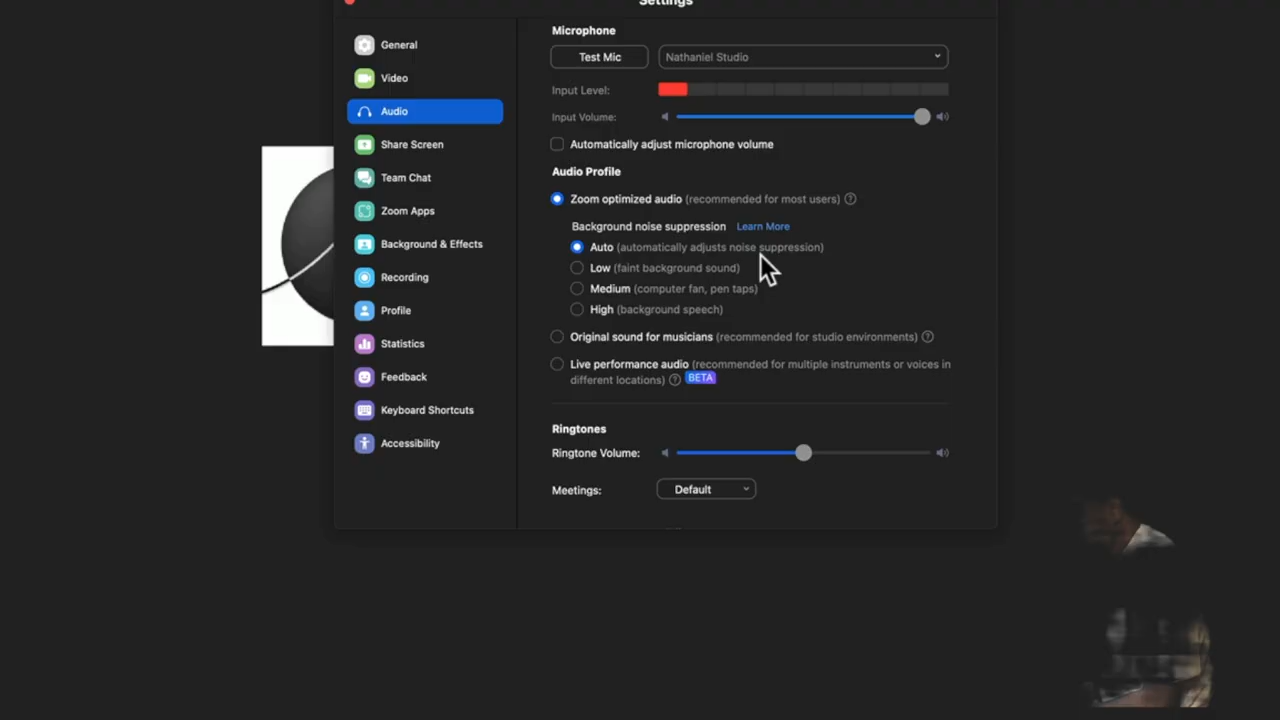 Settings
General
Video
Audio
Share Screen
Team Chat
Zoom Apps
Background & Effects
Recording
Profile
Statistics
Feedback
Keyboard Shortcuts
Accessibility
Microphone
Test Mic Nathaniel Studio
Input Level:
Input Volume:
Automatically adjust microphone volume
Audio Profile
Zoom optimized audio (recommended for most users) ?
Background noise suppression Learn More
Auto (automatically adjusts noise suppression)
Low (faint background sound)
Medium (computer fan, pen taps)
High (background speech)
Original sound for musicians (recommended for studio environments) ?
Live performance audio (recommended for multiple instruments or voices in
different locations) ? BETA
Ringtones
Ringtone Volume:
Meetings: Default